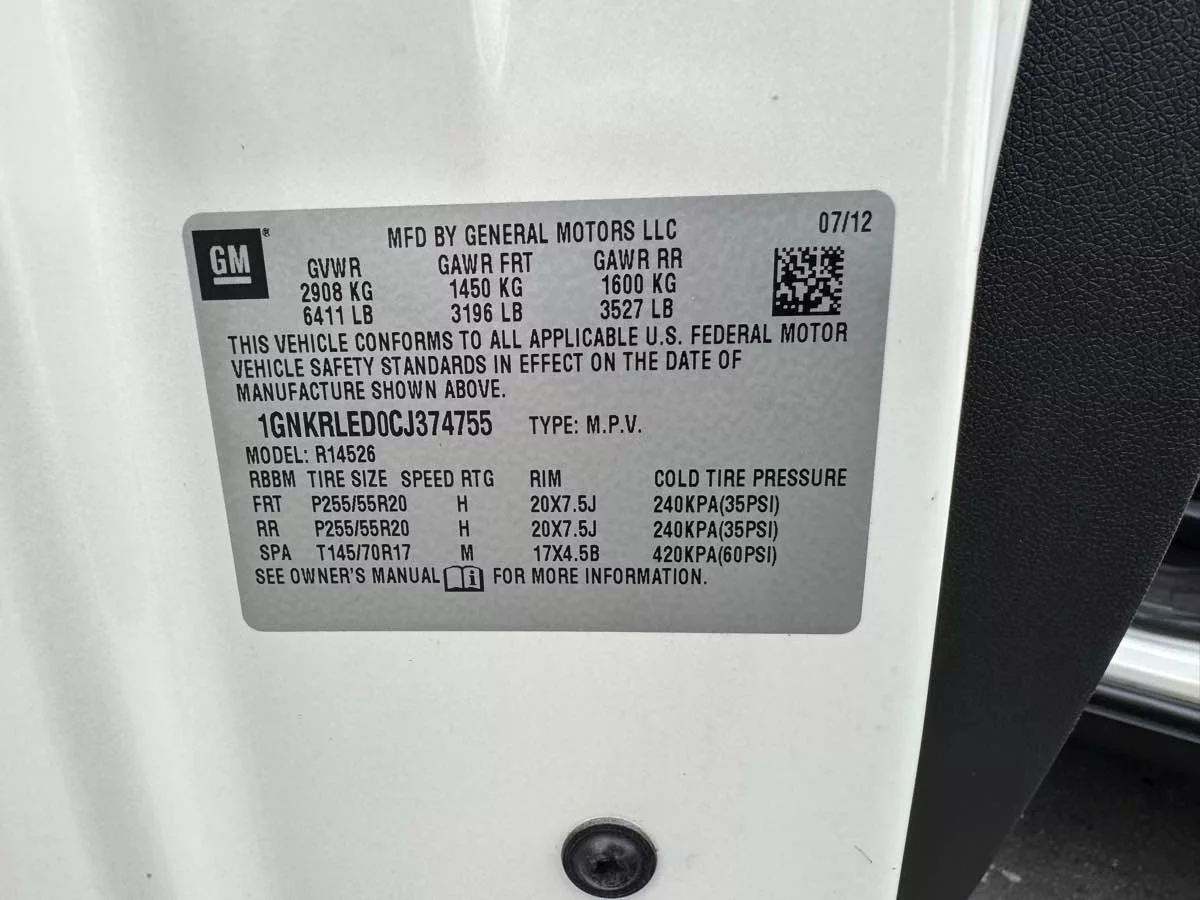 GM®
MFD BY GENERAL MOTORS LLC 07/12
GVWR GAWR FRT GAWR RR
2908 KG 1450 KG 1600 KG
6411 LB 3196 LB 3527 LB
THIS VEHICLE CONFORMS TO ALL APPLICABLE U.S. FEDERAL MOTOR
VEHICLE SAFETY STANDARDS IN EFFECT ON THE DATE OF
MANUFACTURE SHOWN ABOVE.
1GNKRLED0CJ374755 TYPE: M.P.V.
MODEL: R14526
RBBM TIRE SIZE SPEED RTG RIM COLD TIRE PRESSURE
FRT P255/55R20 H 20X7.5J 240KPA(35PSI)
RR P255/55R20 H 20X7.5J 240KPA(35PSI)
SPA T145/70R17 M 17X4.5B 420KPA(60PSI)
SEE OWNER'S MANUAL i FOR MORE INFORMATION.